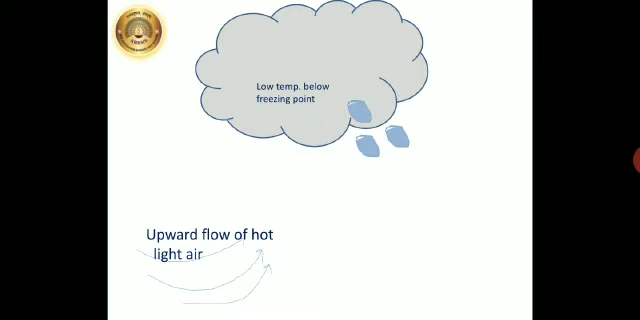 Low temp. below
freezing point
Upward flow of hot
light air